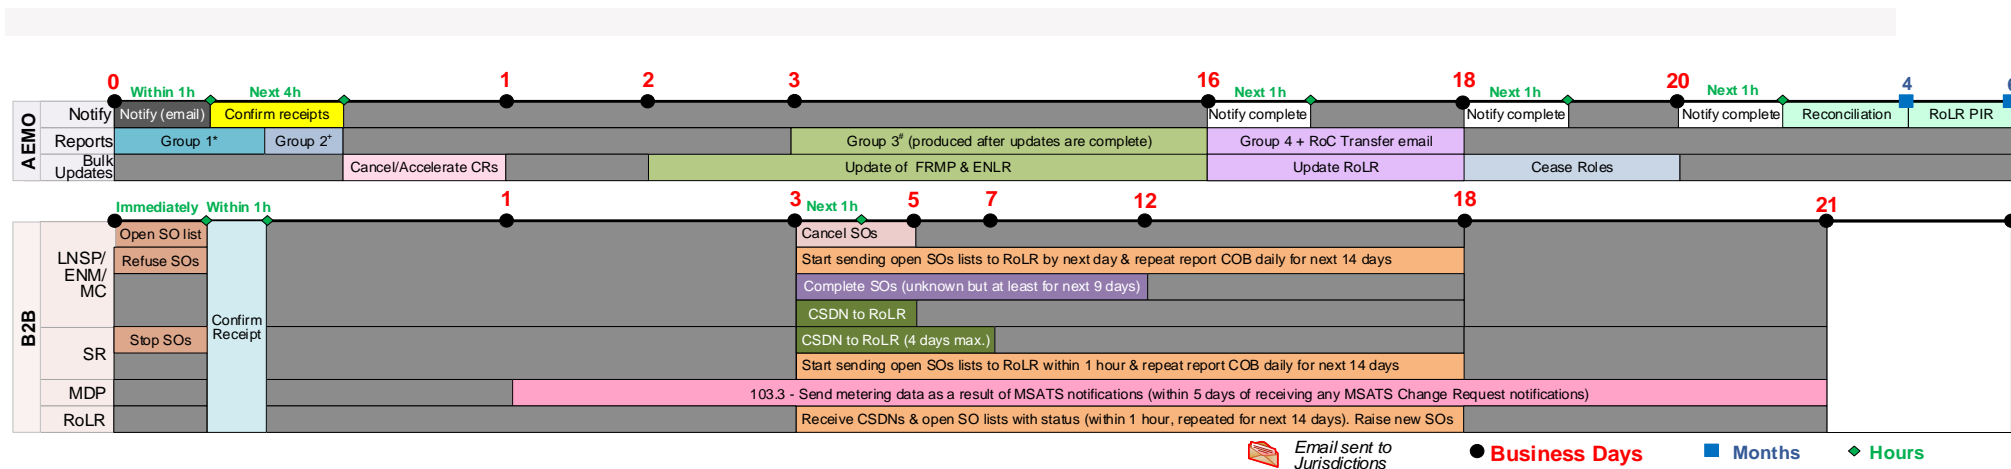 0 1 2 3 16 18 20 4 6
Within 1h Next 4h Next 1h Next 1h Next 1h
AEMO
Notify Notify (email) Confirm receipts Notify complete Notify complete Notify complete Reconciliation RoLR PIR
Reports Group 1* Group 2+ Group 3# (produced after updates are complete) Group 4 + RoC Transfer email
Bulk
Updates Cancel/Accelerate CRs Update of FRMP & ENLR Update RoLR Cease Roles
1 3 5 7 12 18 21
Immediately Within 1h Next 1h
B2B
LNSP/
ENM/
MC
Open SO list Cancel SOs
Refuse SOs Start sending open SOs lists to RoLR by next day & repeat report COB daily for next 14 days
Complete SOs (unknown but at least for next 9 days)
CSDN to RoLR
Confirm
Receipt
SR
Stop SOs CSDN to RoLR (4 days max.)
Start sending open SOs lists to RoLR within 1 hour & repeat report COB daily for next 14 days
MDP 103.3 - Send metering data as a result of MSATS notifications (within 5 days of receiving any MSATS Change Request notifications)
RoLR Receive CSDNs & open SO lists with status (within 1 hour, repeated for next 14 days). Raise new SOs
Email sent to
Jurisdictions
Business Days Months Hours